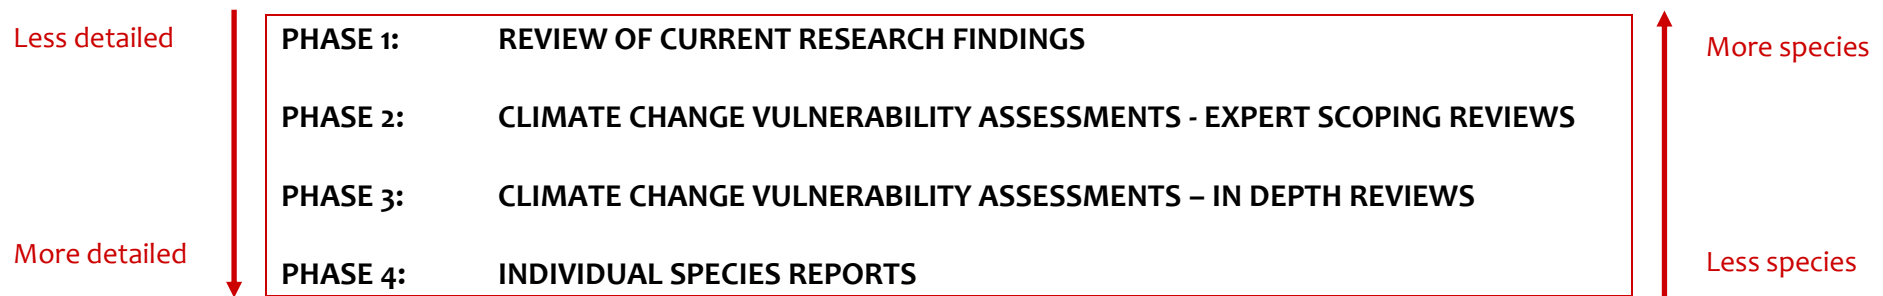 Less detailed
PHASE 1: REVIEW OF CURRENT RESEARCH FINDINGS
More species
PHASE 2: CLIMATE CHANGE VULNERABILITY ASSESSMENTS - EXPERT SCOPING REVIEWS
PHASE 3: CLIMATE CHANGE VULNERABILITY ASSESSMENTS – IN DEPTH REVIEWS
More detailed
PHASE 4: INDIVIDUAL SPECIES REPORTS
Less species